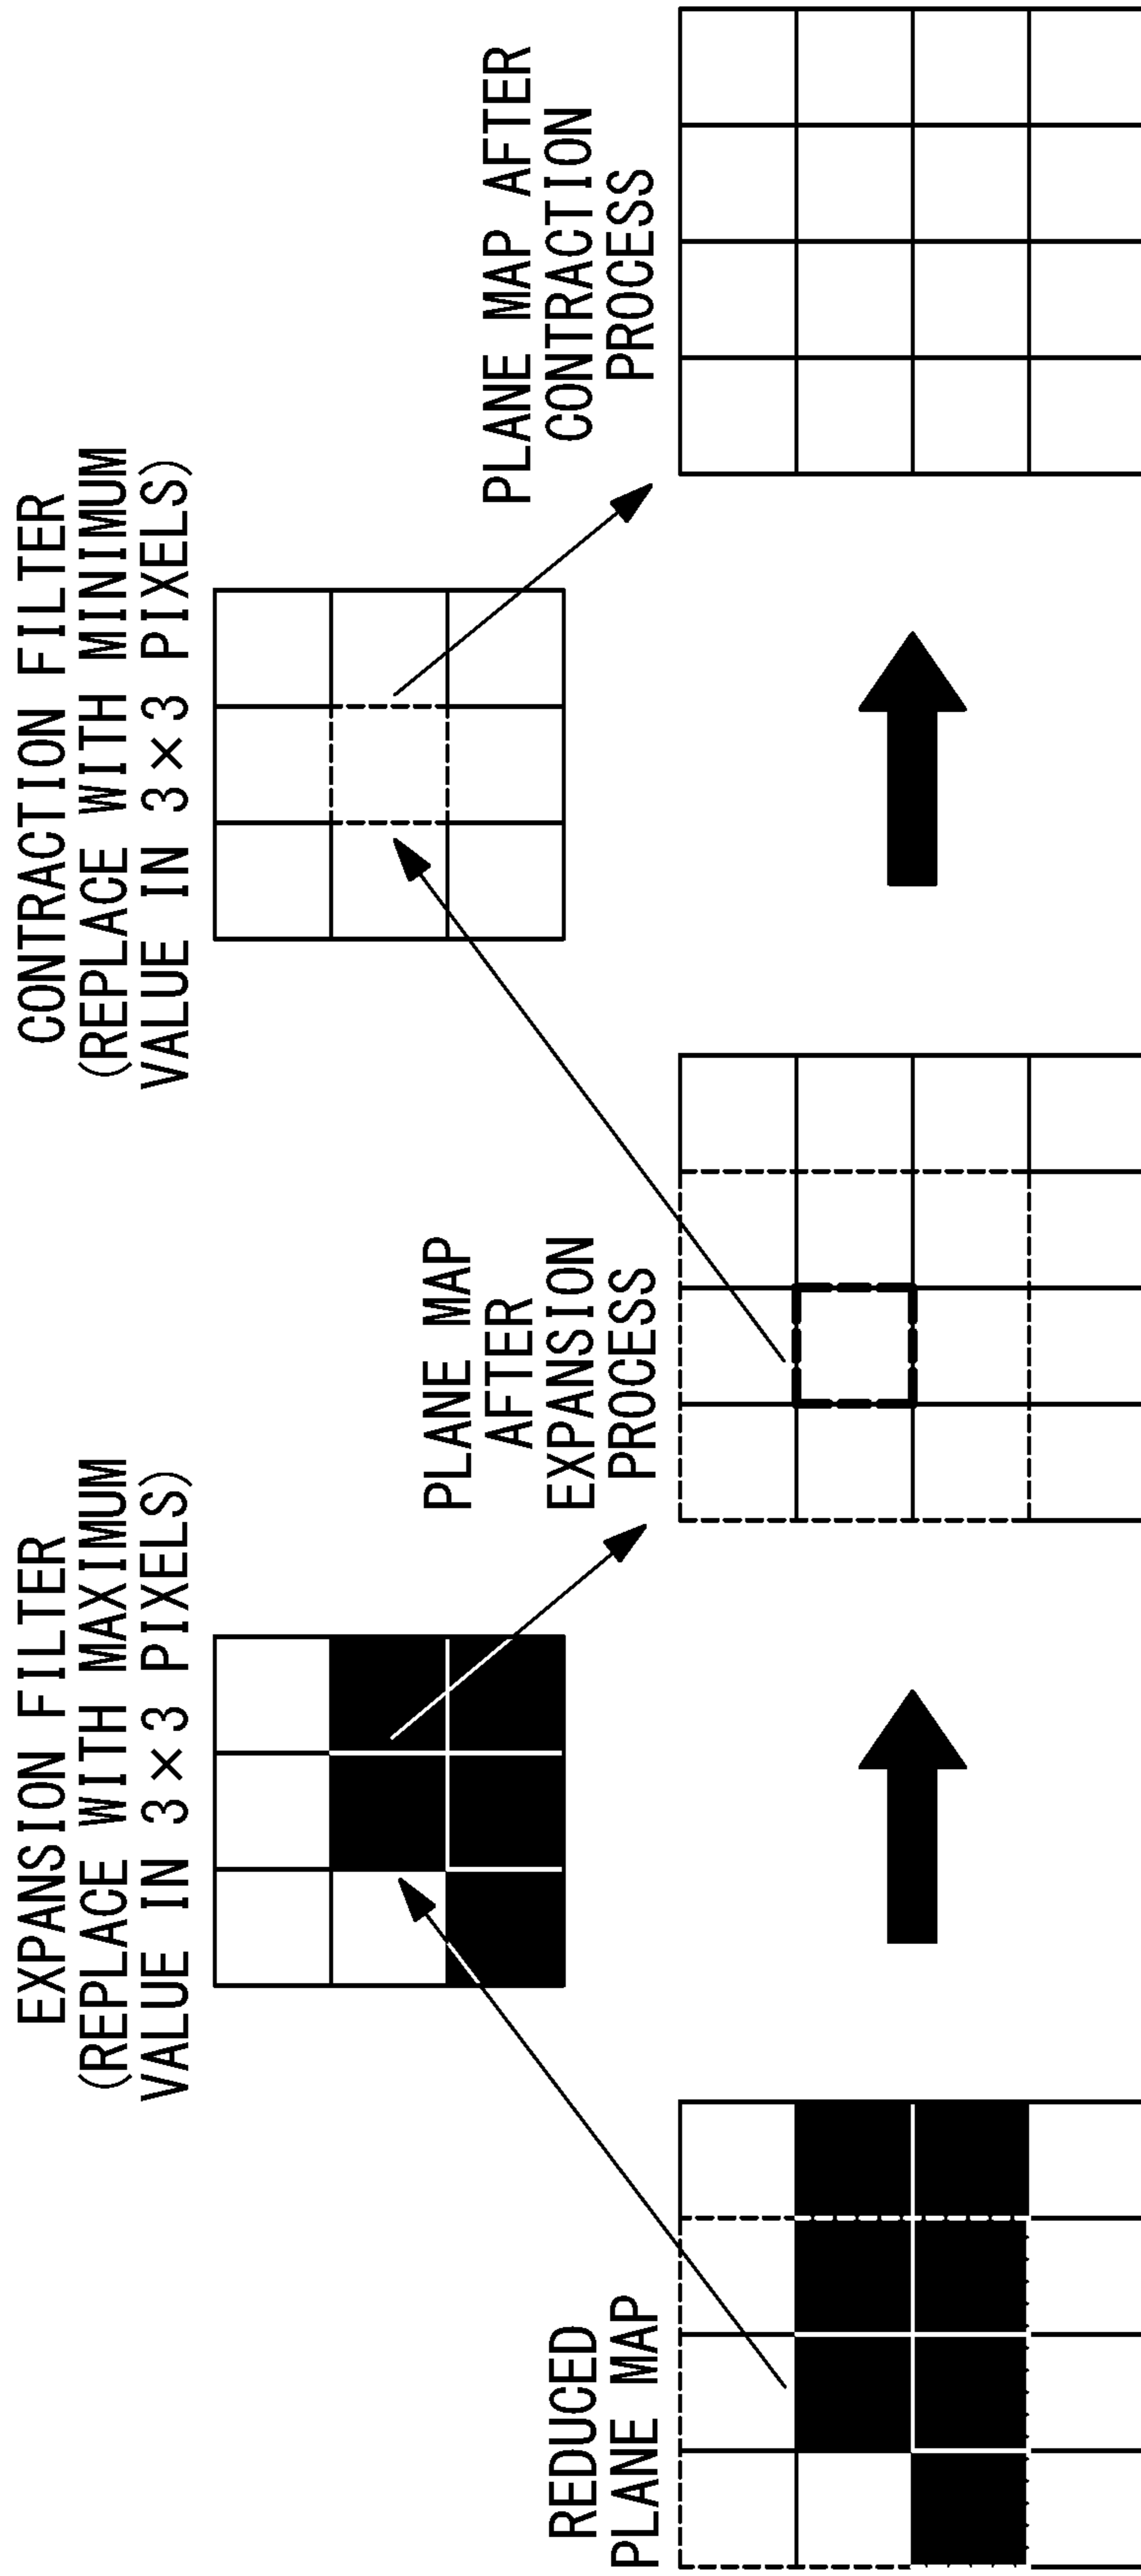 EXPANSION FILTER
(REPLACE WITH MAXIMUM
VALUE IN 3×3 PIXELS)
CONTRACTION FILTER
(REPLACE WITH MINIMUM
VALUE IN 3×3 PIXELS)
REDUCED
PLANE MAP
PLANE MAP
AFTER
EXPANSION
PROCESS
PLANE MAP AFTER
CONTRACTION
PROCESS